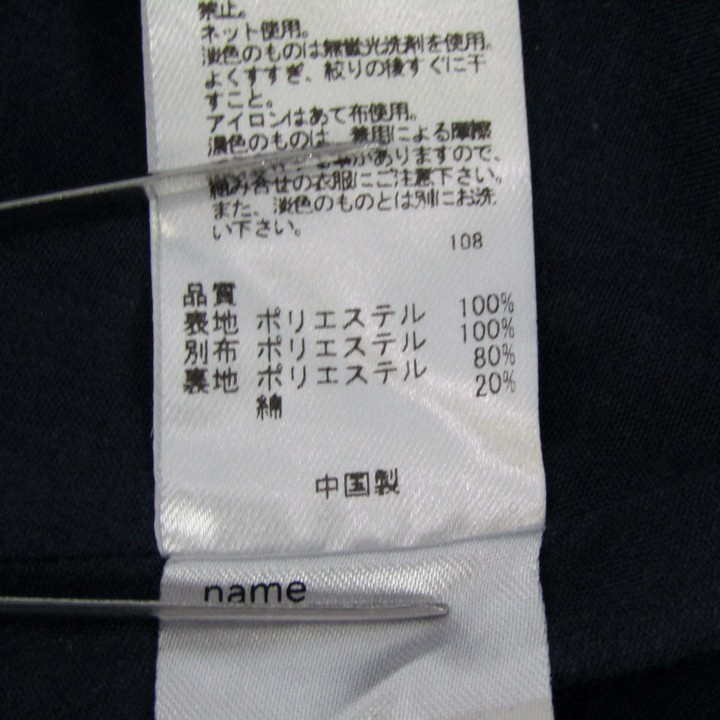 禁止。
ネット使用。
淡色のものは無蛍光洗剤を使用。
よくすすぎ、絞りの後すぐに干
すこと。
アイロンはあて布使用。
濃色のものは、着用による摩擦
がありますので、
組み合せの衣服にご注意下さい。
また、淡色のものとは別にお洗
い下さい。
108
品質
表地 ポリエステル 100%
別布 ポリエステル 100%
裏地 ポリエステル 80%
綿 20%
中国製
name